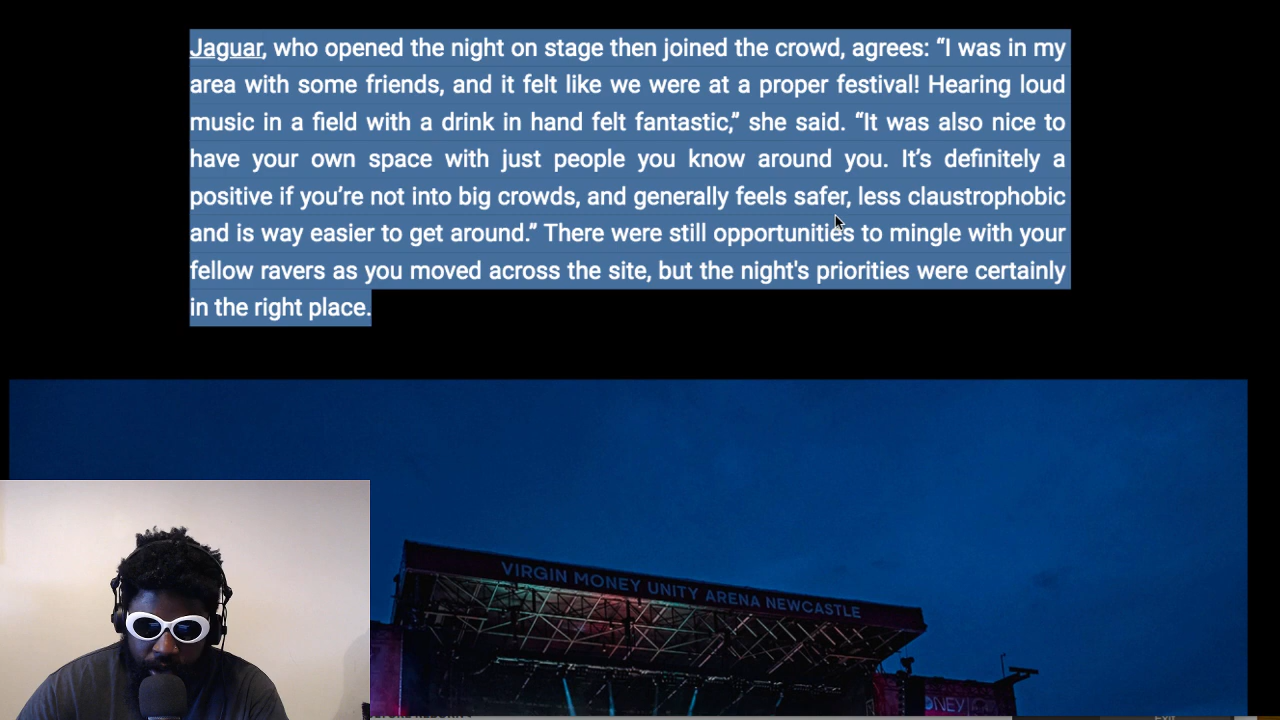 Jaguar, who opened the night on stage then joined the crowd, agrees: “I was in my
area with some friends, and it felt like we were at a proper festival! Hearing loud
music in a field with a drink in hand felt fantastic,” she said. “It was also nice to
have your own space with just people you know around you. It’s definitely a
positive if you’re not into big crowds, and generally feels safer, less claustrophobic
and is way easier to get around.” There were still opportunities to mingle with your
fellow ravers as you moved across the site, but the night's priorities were certainly
in the right place.
VIRGIN MONEY UNITY ARENA NEWCASTLE